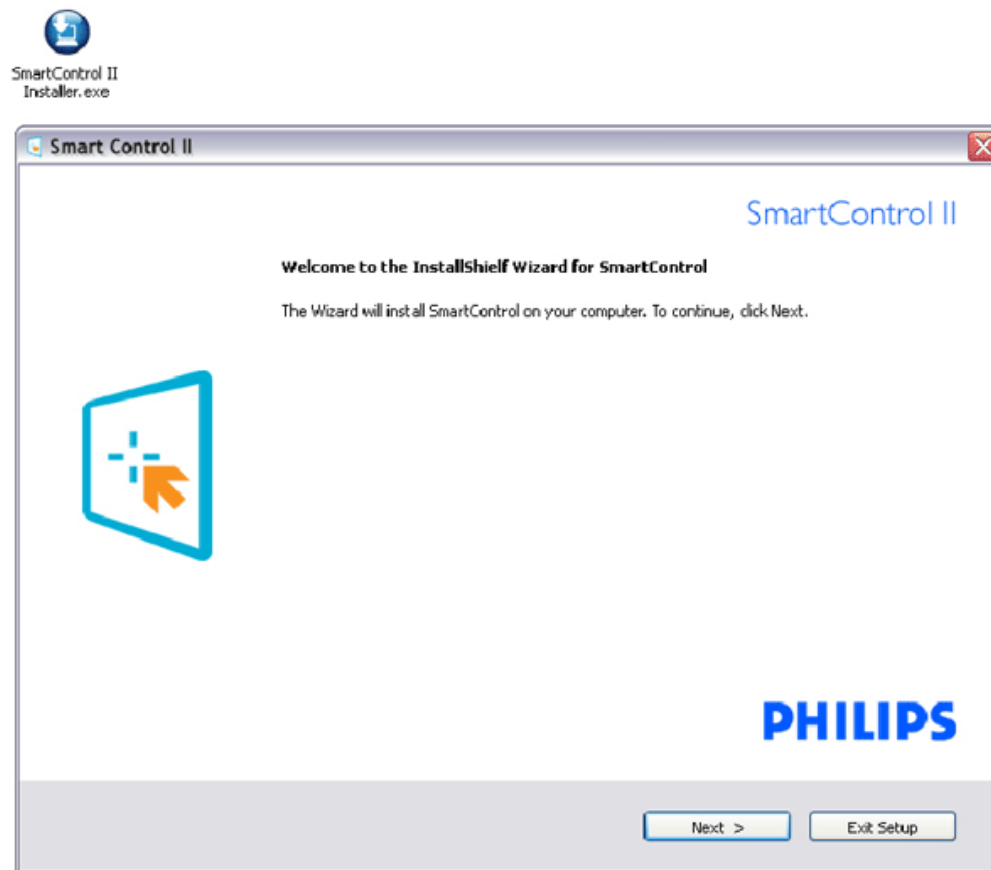 SmartControl II
Installer.exe
Smart Control II
SmartControl II
Welcome to the InstallShielf Wizard for SmartControl
The Wizard will install SmartControl on your computer. To continue, click Next.
PHILIPS
Next >
Exit Setup